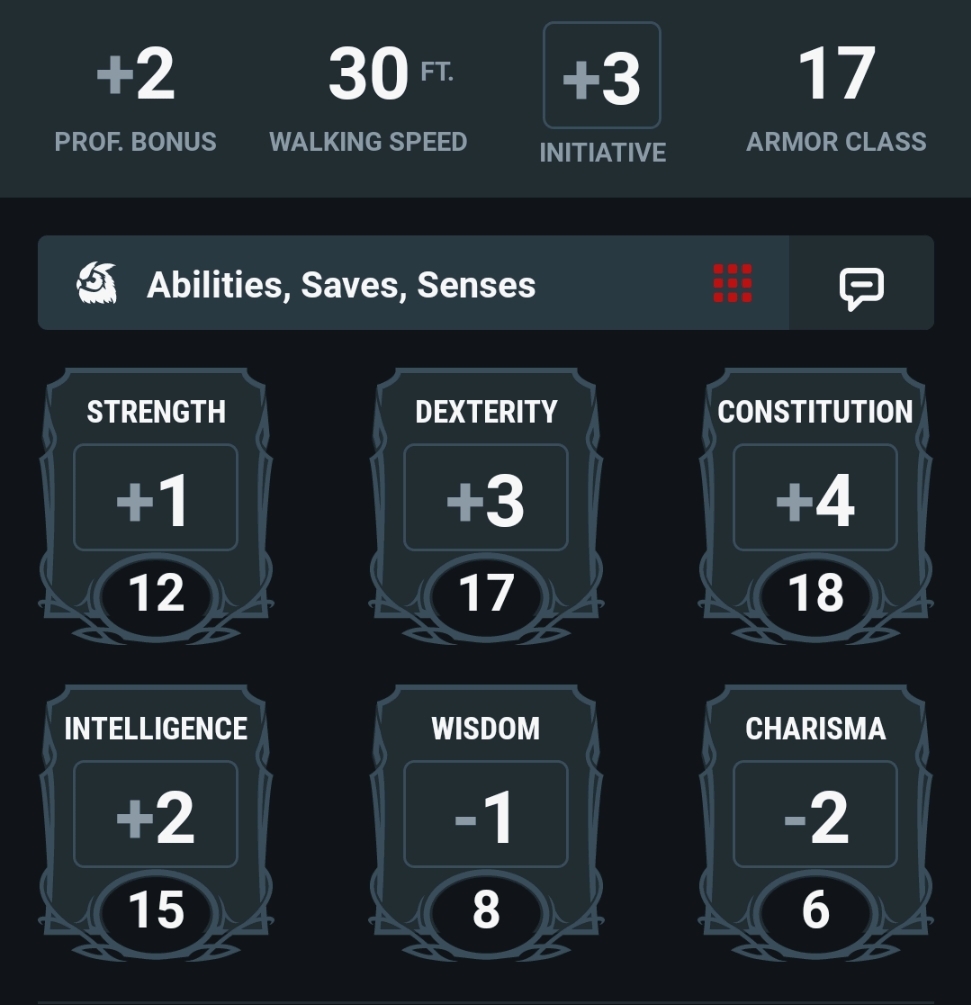 +2 30 FT. +3 17
PROF. BONUS WALKING SPEED INITIATIVE ARMOR CLASS
Abilities, Saves, Senses
STRENGTH DEXTERITY CONSTITUTION
+1 +3 +4
12 17 18
INTELLIGENCE WISDOM CHARISMA
+2 -1 -2
15 8 6